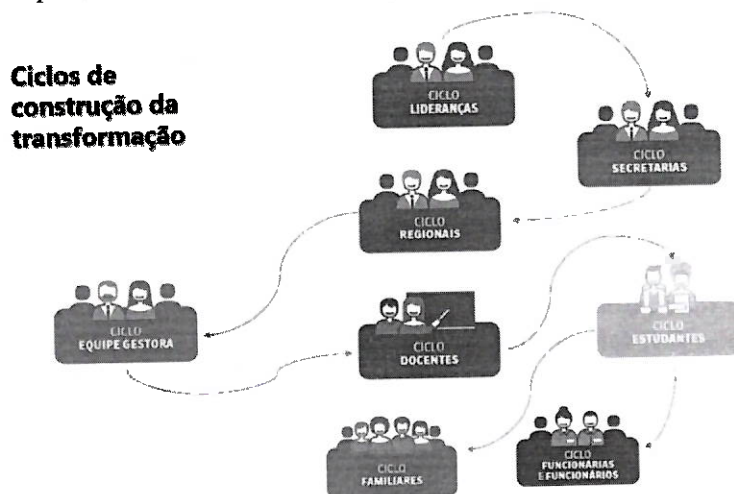 Ciclos de
construção da
transformação
CICLO
LIDERANÇAS
CICLO
SECRETARIAS
CICLO
REGIONAIS
CICLO
EQUIPE GESTORA
CICLO
DOCENTES
CICLO
ESTUDANTES
CICLO
FAMILIARES
CICLO
FUNCIONÁRIAS
E FUNCIONÁRIOS